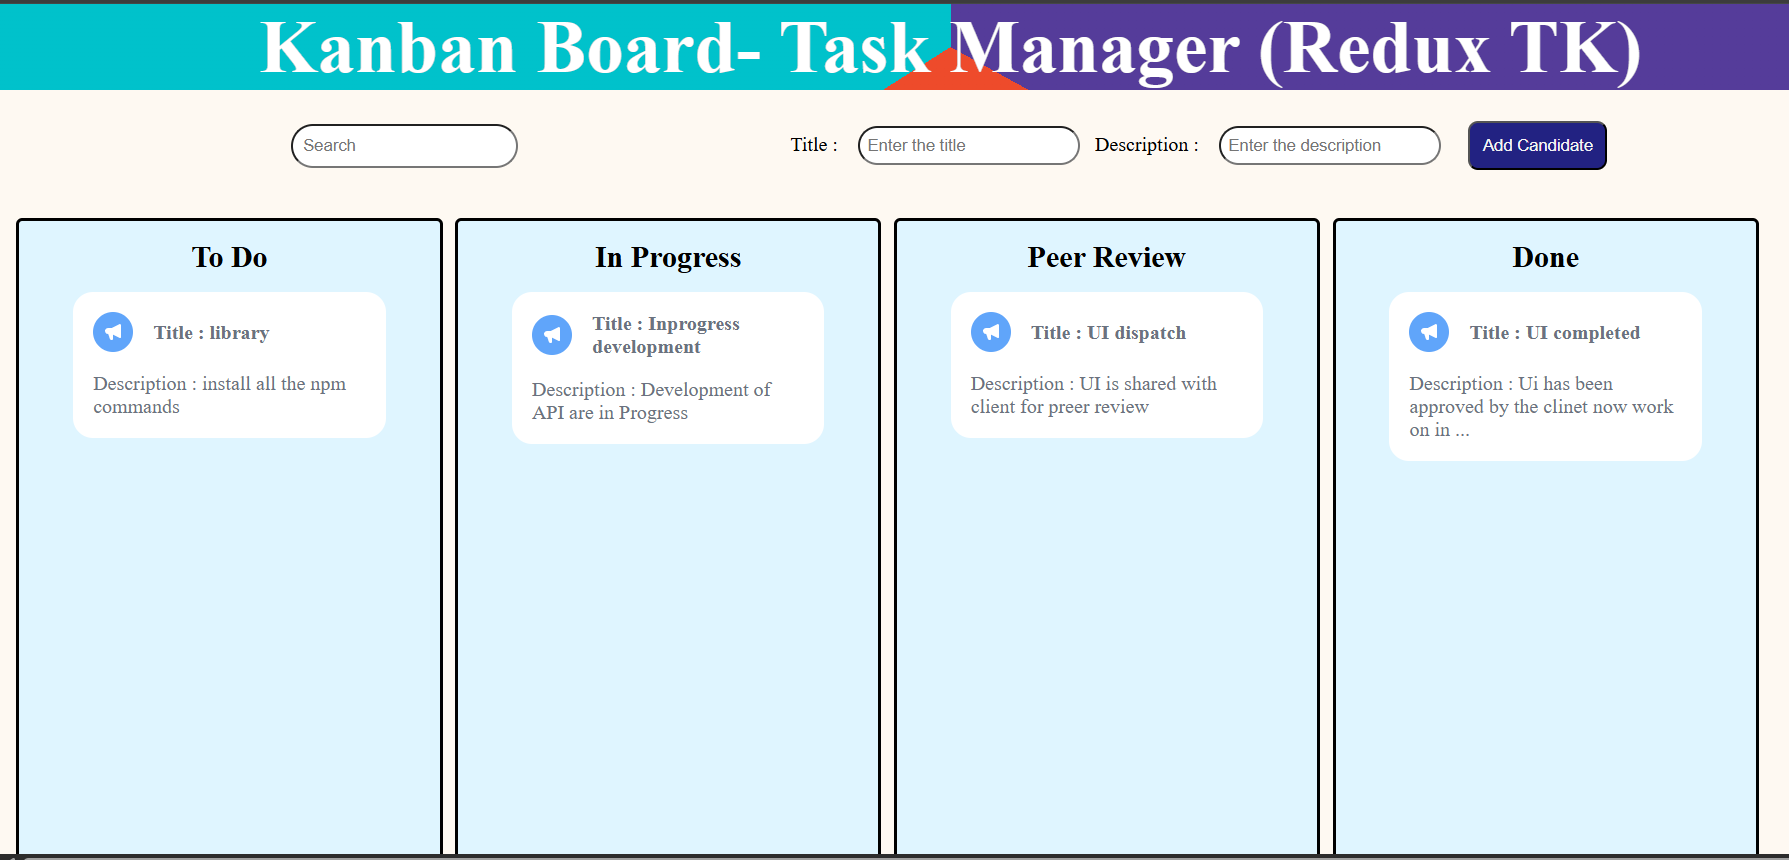 Kanban Board- Task Manager (Redux TK)
Search
Title :
Enter the title
Description :
Enter the description
Add Candidate
To Do
Title : library
Description : install all the npm
commands
In Progress
Title : Inprogress
development
Description : Development of
API are in Progress
Peer Review
Title : UI dispatch
Description : UI is shared with
client for preer review
Done
Title : UI completed
Description : Ui has been
approved by the clinet now work
on in ...